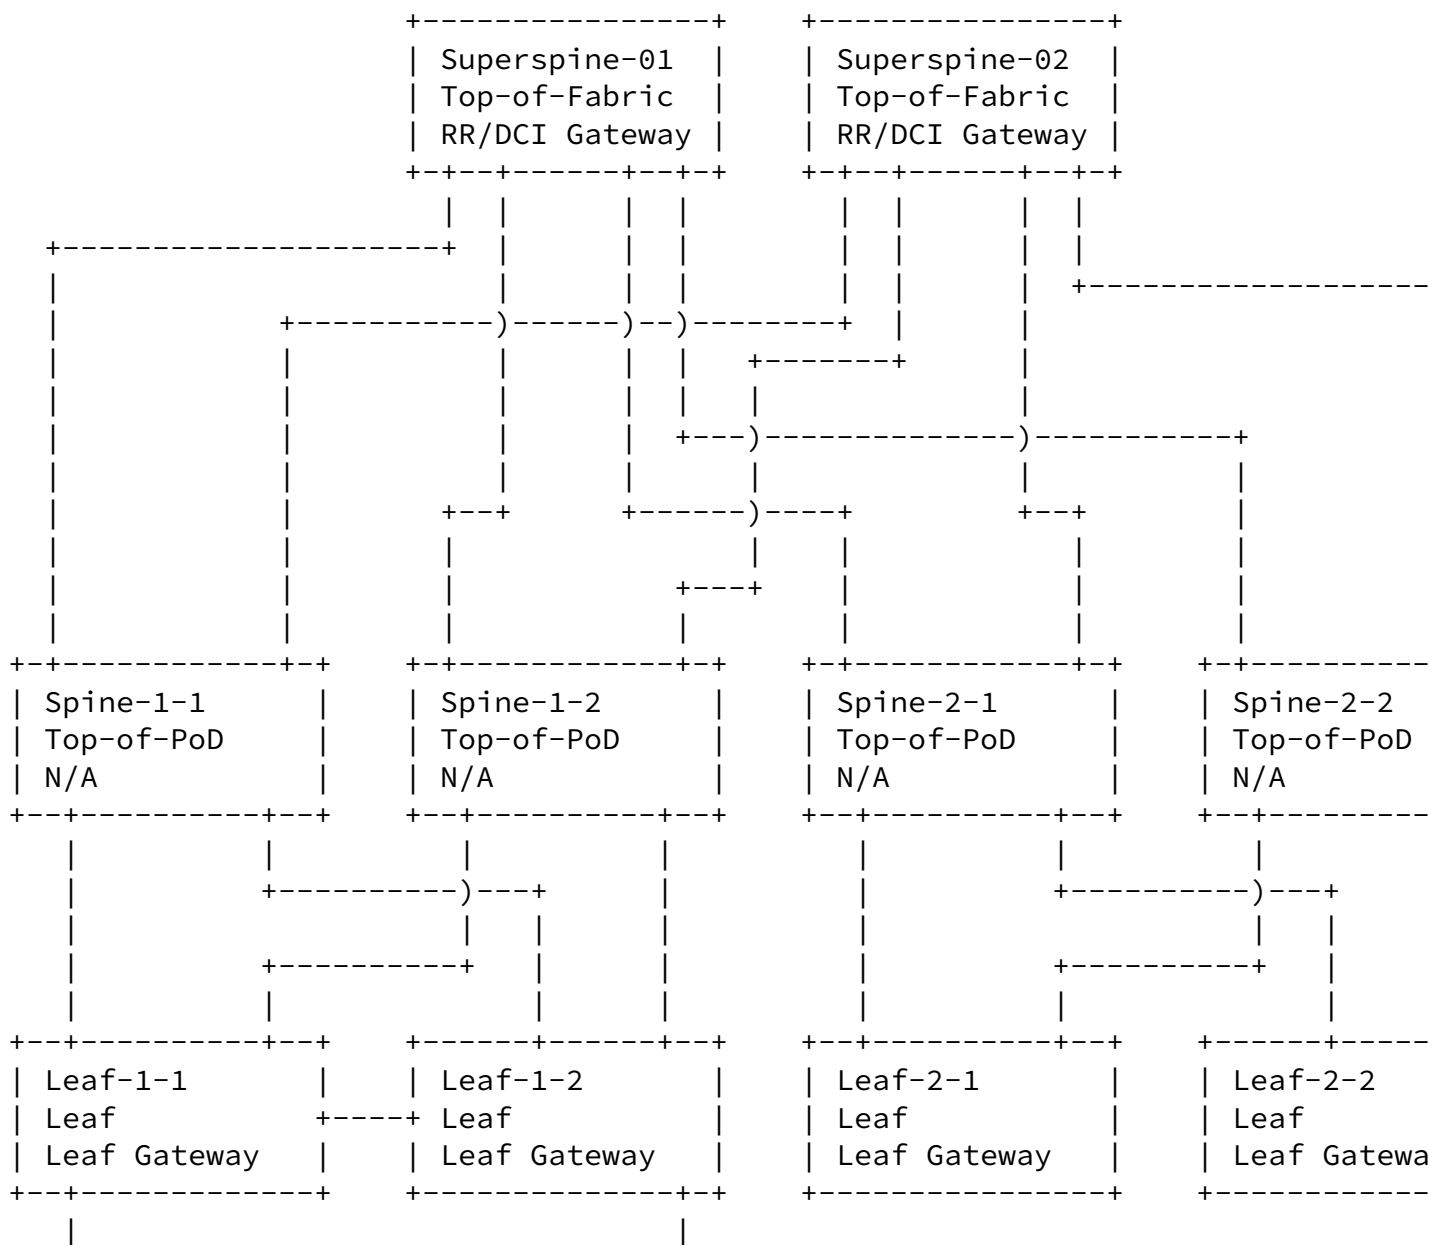 Superspine-01 Superspine-02
Top-of-Fabric Top-of-Fabric
RR/DCI Gateway RR/DCI Gateway
Spine-1-1 Spine-1-2 Spine-2-1 Spine-2-2
Top-of-PoD Top-of-PoD Top-of-PoD Top-of-PoD
N/A N/A N/A N/A
Leaf-1-1 Leaf-1-2 Leaf-2-1 Leaf-2-2
Leaf Leaf Leaf Leaf
Leaf Gateway Leaf Gateway Leaf Gateway Leaf Gatewa